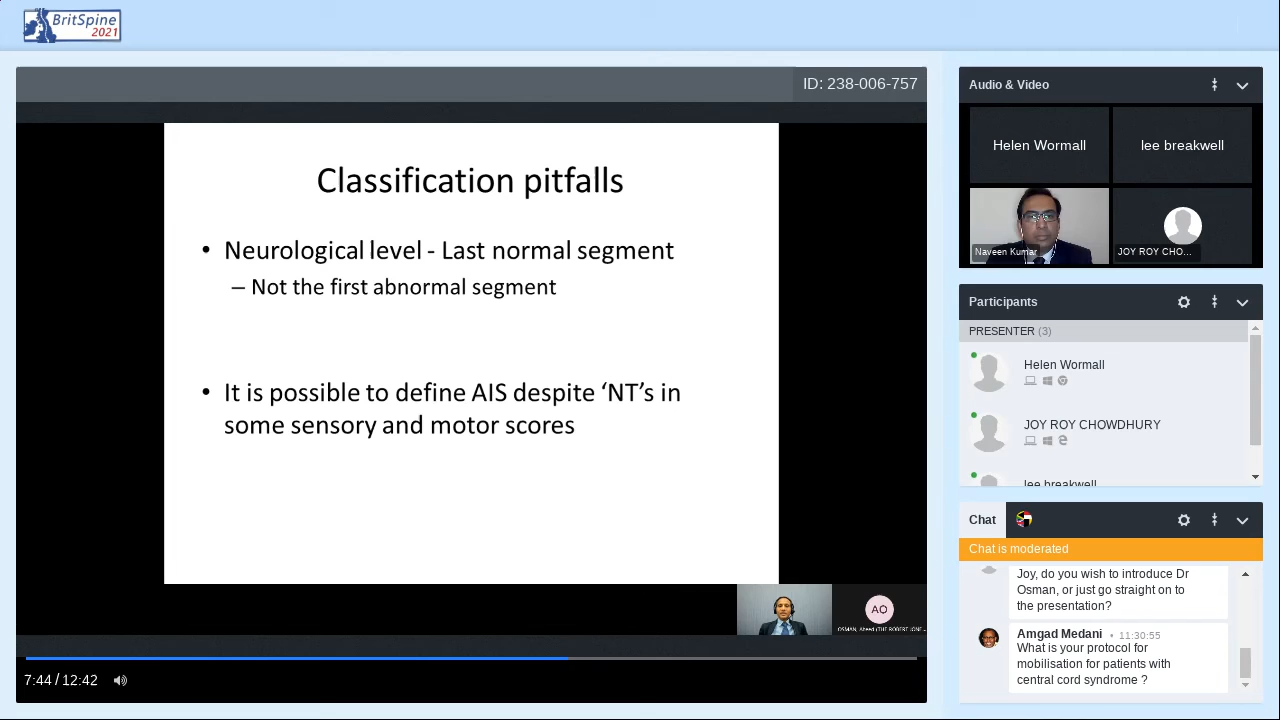 BritSpine
2021
ID: 238-006-757
Classification pitfalls
• Neurological level - Last normal segment
– Not the first abnormal segment
• It is possible to define AIS despite ‘NT’s in
some sensory and motor scores
AO
OSMAN, Aheed (THE ROBERT JONE...
7:44 / 12:42
Audio & Video
Helen Wormall
lee breakwell
Naveen Kumar
JOY ROY CHO...
Participants
PRESENTER (3)
Helen Wormall
JOY ROY CHOWDHURY
lee breakwell
Chat
Chat is moderated
Joy, do you wish to introduce Dr
Osman, or just go straight on to
the presentation?
Amgad Medani • 11:30:55
What is your protocol for
mobilisation for patients with
central cord syndrome ?